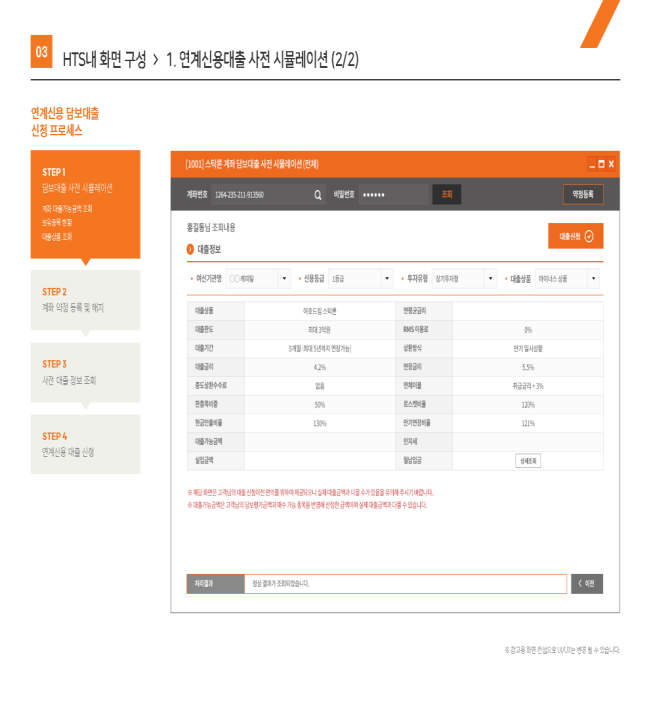 03 HTS내 화면 구성 > 1. 연계신용대출 사전 시뮬레이션 (2/2)
연계신용 담보대출
신청 프로세스
STEP 1
담보대출 사전 시뮬레이션
계좌 대출가능금액 조회
보유종목 현황
대출상품 조회
STEP 2
계좌 약정 등록 및 해지
STEP 3
사전 대출 정보 조회
STEP 4
연계신용 대출 신청
[1001] 스탁론 계좌 담보대출 사전 시뮬레이션 (전체)
계좌번호 1264-235-211-913560 비밀번호 ●●●●●● 조회 약정등록
홍길동님 조회내용
대출신청
대출정보
• 여신기관명 〇〇캐피탈 • 신용등급 1등급 • 투자유형 장기투자형 • 대출상품 마이너스 상품
대출상품 아호드림 스탁론 연평균금리
대출한도 최대 3억원 RMS 이용료 0%
대출기간 5개월 (최대 5년까지 연장가능) 상환방식 만기 일시상환
대출금리 4.2% 연장금리 5.5%
중도상환수수료 없음 연체이율 취급금리 + 3%
한종목비중 50% 로스컷비율 120%
현금인출비율 130% 만기연장비율 121%
대출가능금액 인지세
실입금액 월납입금 상세조회
※ 해당 화면은 고객님의 대출 신청이전 편의를 위하여 제공되오니 실제 대출금액과 다를 수가 있음을 유의해 주시기 바랍니다.
※ 대출가능금액은 고객님의 담보평가금액과 매수 가능 종목을 반영해 산정한 금액이며 실제 대출금액과 다를 수 있습니다.
처리결과 정상 결과가 조회되었습니다. < 이전
※ 참고용 화면 컨셉으로 UI/UX는 변경 될 수 있습니다.